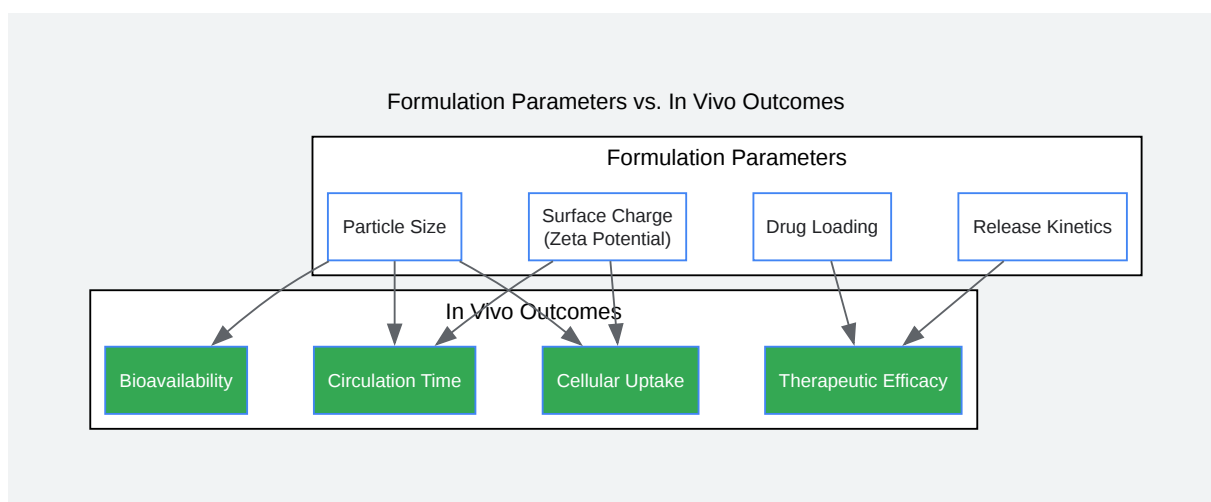 Formulation Parameters vs. In Vivo Outcomes
Formulation Parameters
Particle Size
Surface Charge
(Zeta Potential)
Drug Loading
Release Kinetics
In Vivo Outcomes
Bioavailability
Circulation Time
Cellular Uptake
Therapeutic Efficacy